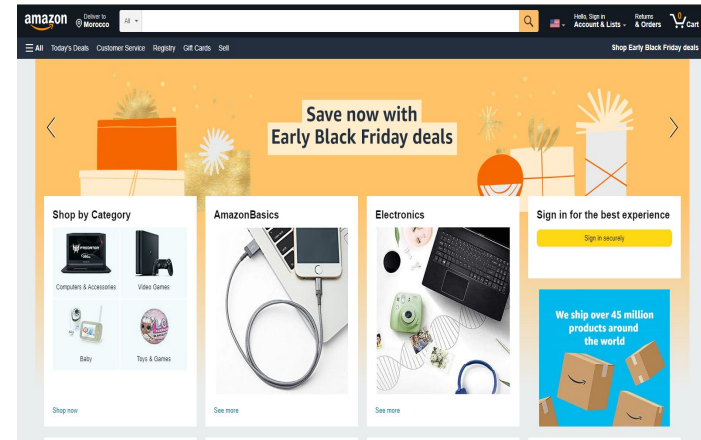 amazon
Deliver to
Morocco
All
Hello, Sign in
Account & Lists
Returns
& Orders
0
Cart
All
Today's Deals
Customer Service
Registry
Gift Cards
Sell
Shop Early Black Friday deals
Save now with
Early Black Friday deals
Shop by Category
PREDATOR
Computers & Accessories
Video Games
Baby
Toys & Games
Shop now
AmazonBasics
See more
Electronics
See more
Sign in for the best experience
Sign in securely
We ship over 45 million
products around
the world